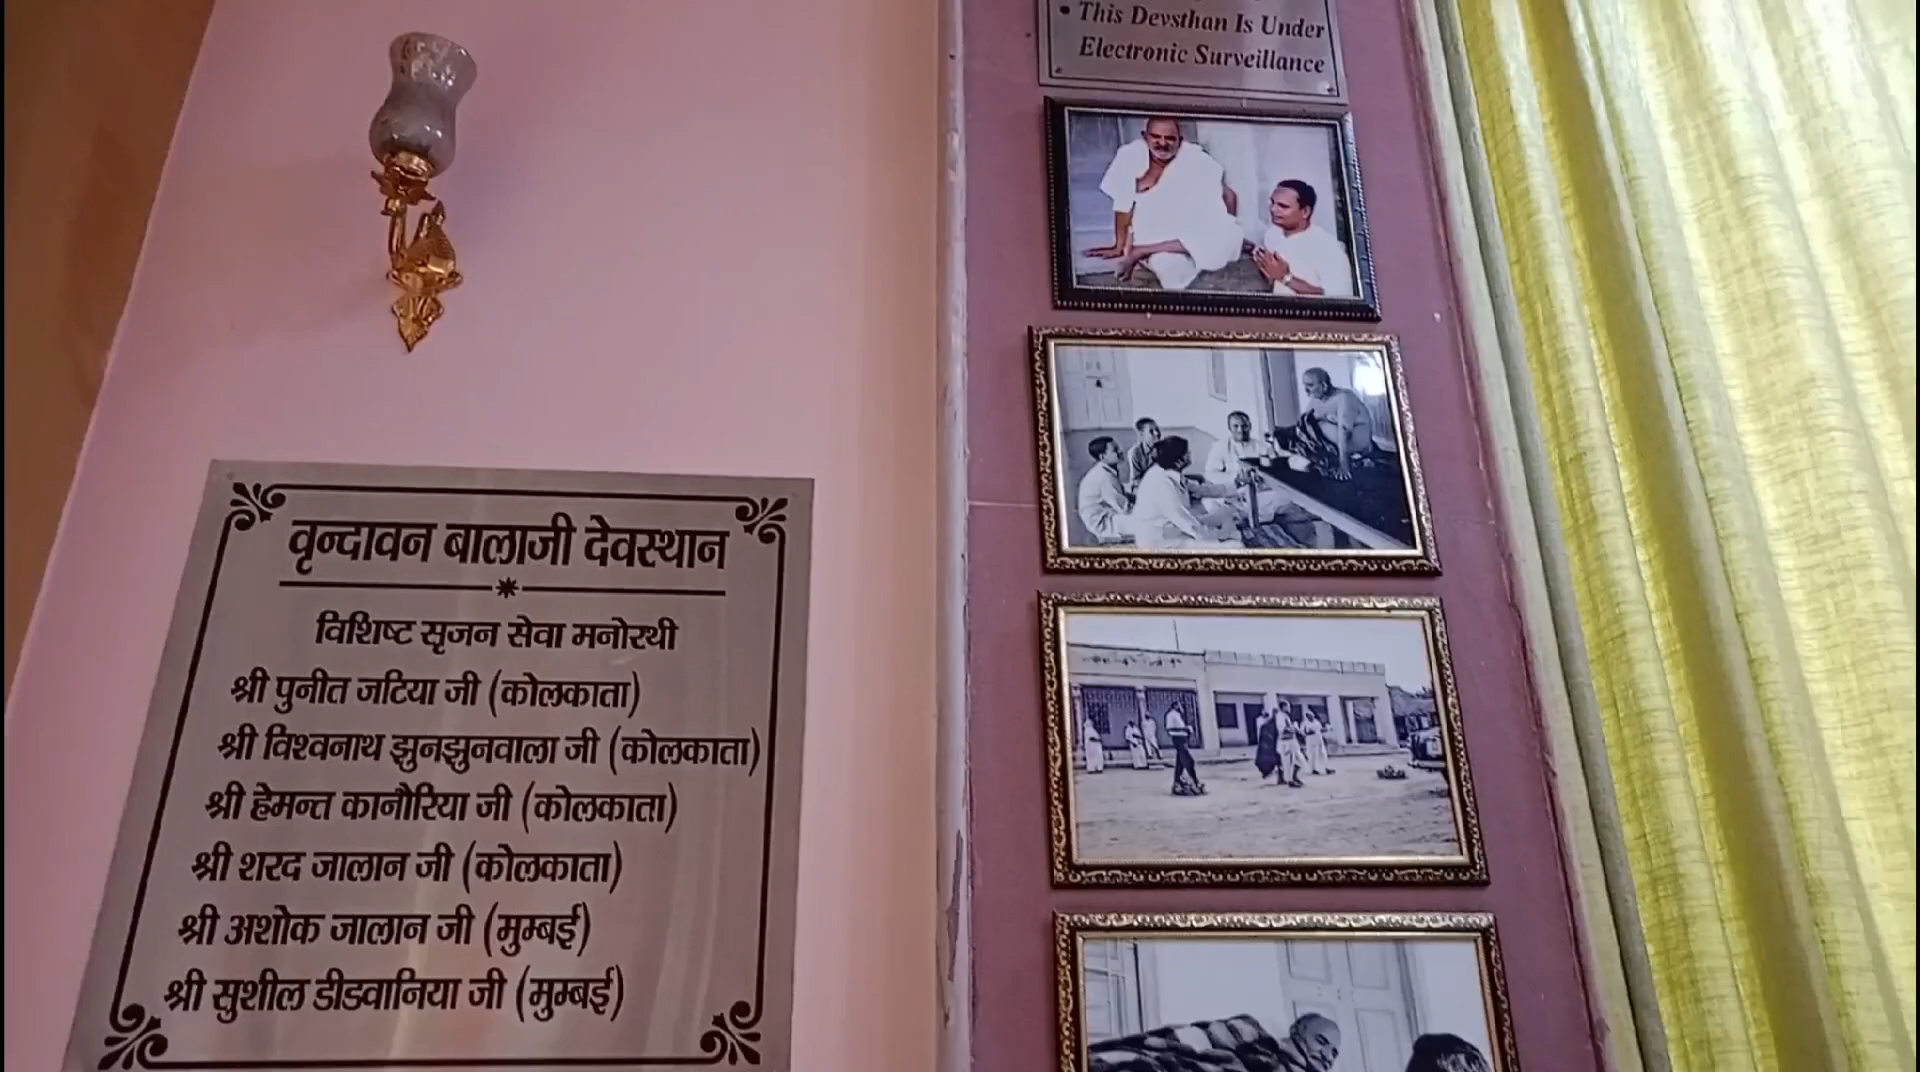 वृन्दावन बालाजी देवस्थान
विशिष्ट सृजन सेवा मनोरथी
श्री पुनीत जटिया जी (कोलकाता)
श्री विश्वनाथ झुनझुनवाला जी (कोलकाता)
श्री हेमन्त कानौरिया जी (कोलकाता)
श्री शरद जालान जी (कोलकाता)
श्री अशोक जालान जी (मुम्बई)
श्री सुशील डीडवानिया जी (मुम्बई)
• This Devsthan Is Under
Electronic Surveillance